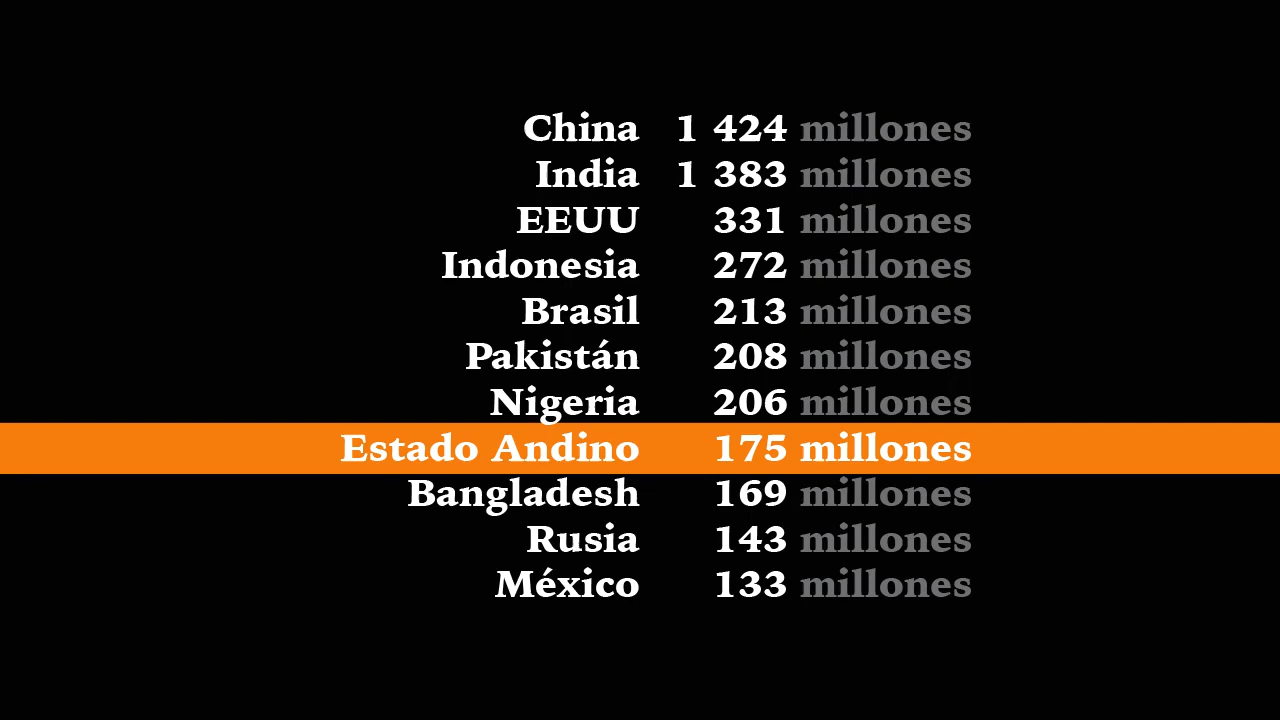 China 1 424 millones
India 1 383 millones
EEUU 331 millones
Indonesia 272 millones
Brasil 213 millones
Pakistán 208 millones
Nigeria 206 millones
Estado Andino 175 millones
Bangladesh 169 millones
Rusia 143 millones
México 133 millones